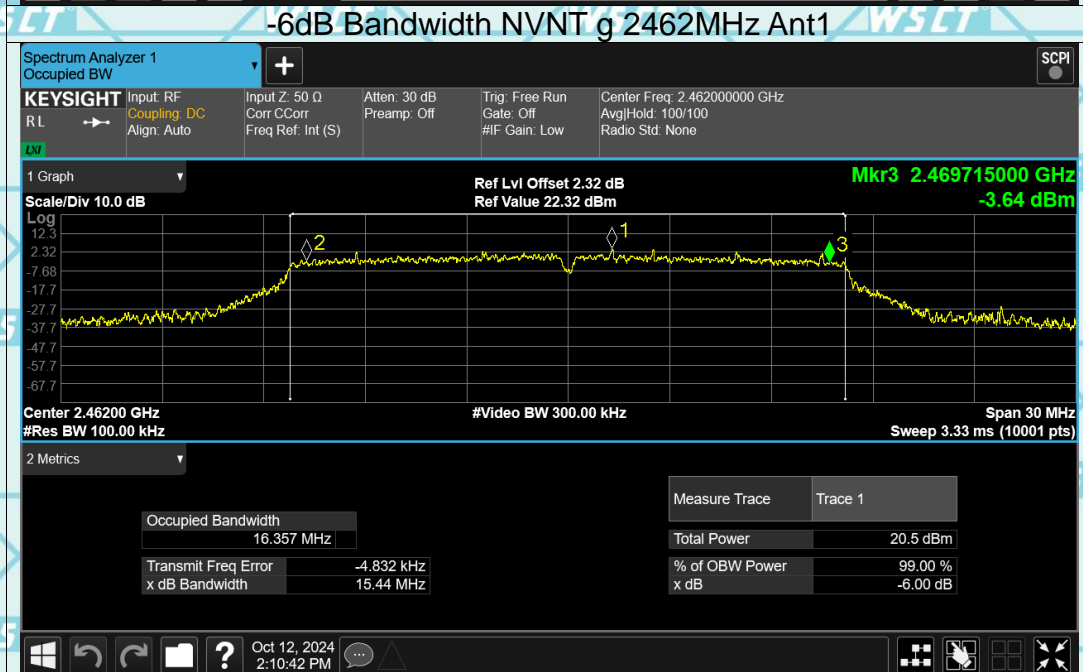 WSCT WSCT
-6dB Bandwidth NVNT g 2462MHz Ant1
Spectrum Analyzer 1
Occupied BW
+
SCPI
KEYSIGHT
RL
LXI
Input: RF
Coupling: DC
Align: Auto
Input Z: 50 Ω
Corr CCorr
Freq Ref: Int (S)
Atten: 30 dB
Preamp: Off
Trig: Free Run
Gate: Off
#IF Gain: Low
Center Freq: 2.462000000 GHz
Avg|Hold: 100/100
Radio Std: None
1 Graph
Scale/Div 10.0 dB
Ref Lvl Offset 2.32 dB
Ref Value 22.32 dBm
Mkr3 2.469715000 GHz
-3.64 dBm
Log
12.3
2.32
-7.68
-17.7
-27.7
-37.7
-47.7
-57.7
-67.7
2
1
3
Center 2.46200 GHz
#Video BW 300.00 kHz
Span 30 MHz
#Res BW 100.00 kHz
Sweep 3.33 ms (10001 pts)
2 Metrics
Occupied Bandwidth
16.357 MHz
Transmit Freq Error -4.832 kHz
x dB Bandwidth 15.44 MHz
Measure Trace Trace 1
Total Power 20.5 dBm
% of OBW Power 99.00 %
x dB -6.00 dB
?
Oct 12, 2024
2:10:42 PM